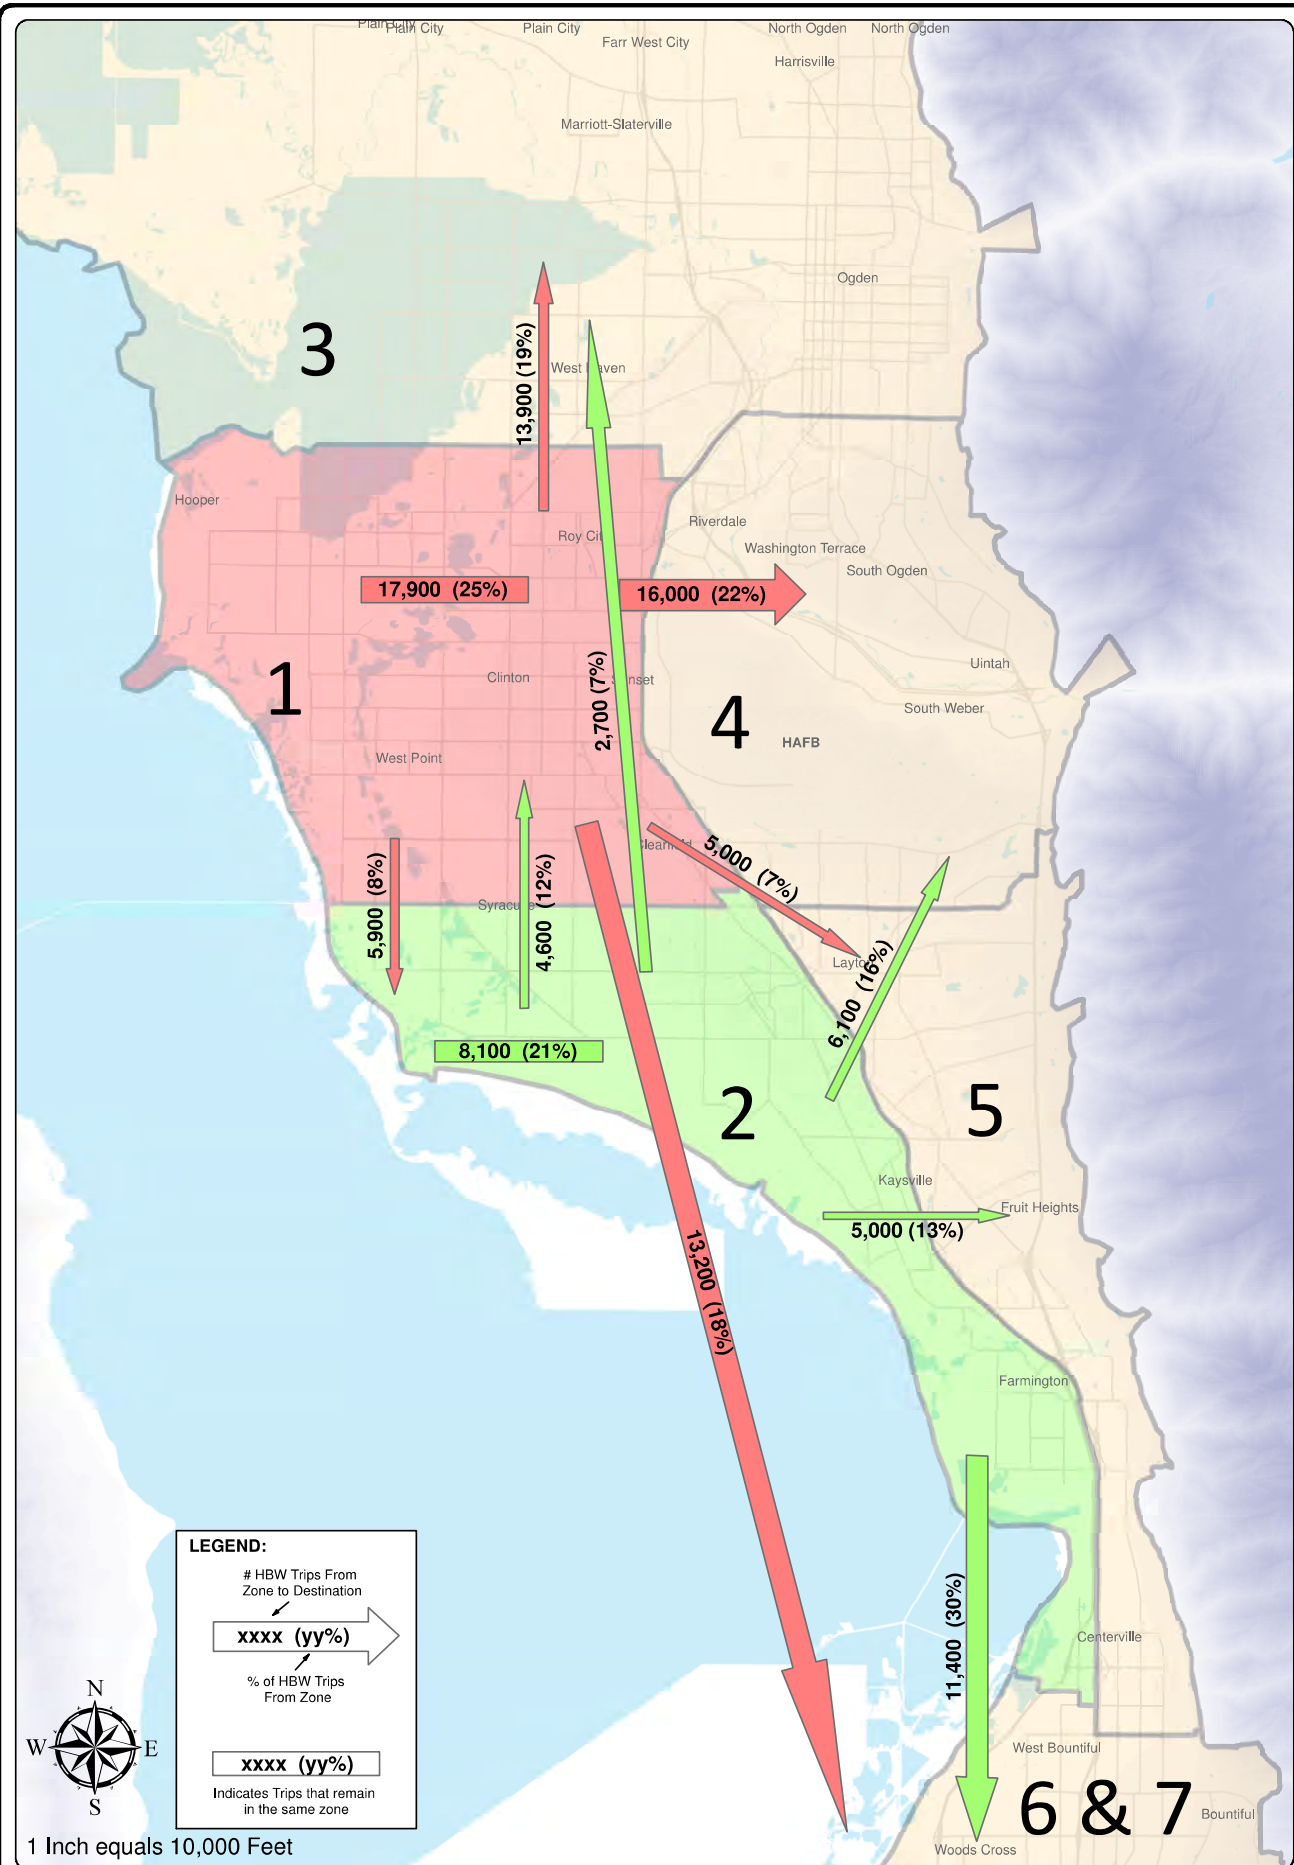 Plain City
Plain City
Plain City
Farr West City
North Ogden
North Ogden
Harrisville
Marriott-Slaterville
Ogden
3
13,900 (19%)
West Haven
Hooper
Roy City
Riverdale
Washington Terrace
South Ogden
17,900 (25%)
16,000 (22%)
1
Clinton
2,700 (7%)
Sunset
Uintah
South Weber
4
HAFB
West Point
5,900 (8%)
4,600 (12%)
Clearfield
5,000 (7%)
Syracuse
Layton
6,100 (16%)
8,100 (21%)
2
5
Kaysville
Fruit Heights
5,000 (13%)
13,200 (18%)
Farmington
11,400 (30%)
Centerville
LEGEND:
# HBW Trips From
Zone to Destination
xxxx (yy%)
% of HBW Trips
From Zone
xxxx (yy%)
Indicates Trips that remain
in the same zone
N
W
E
S
West Bountiful
6 & 7
Bountiful
Woods Cross
1 Inch equals 10,000 Feet